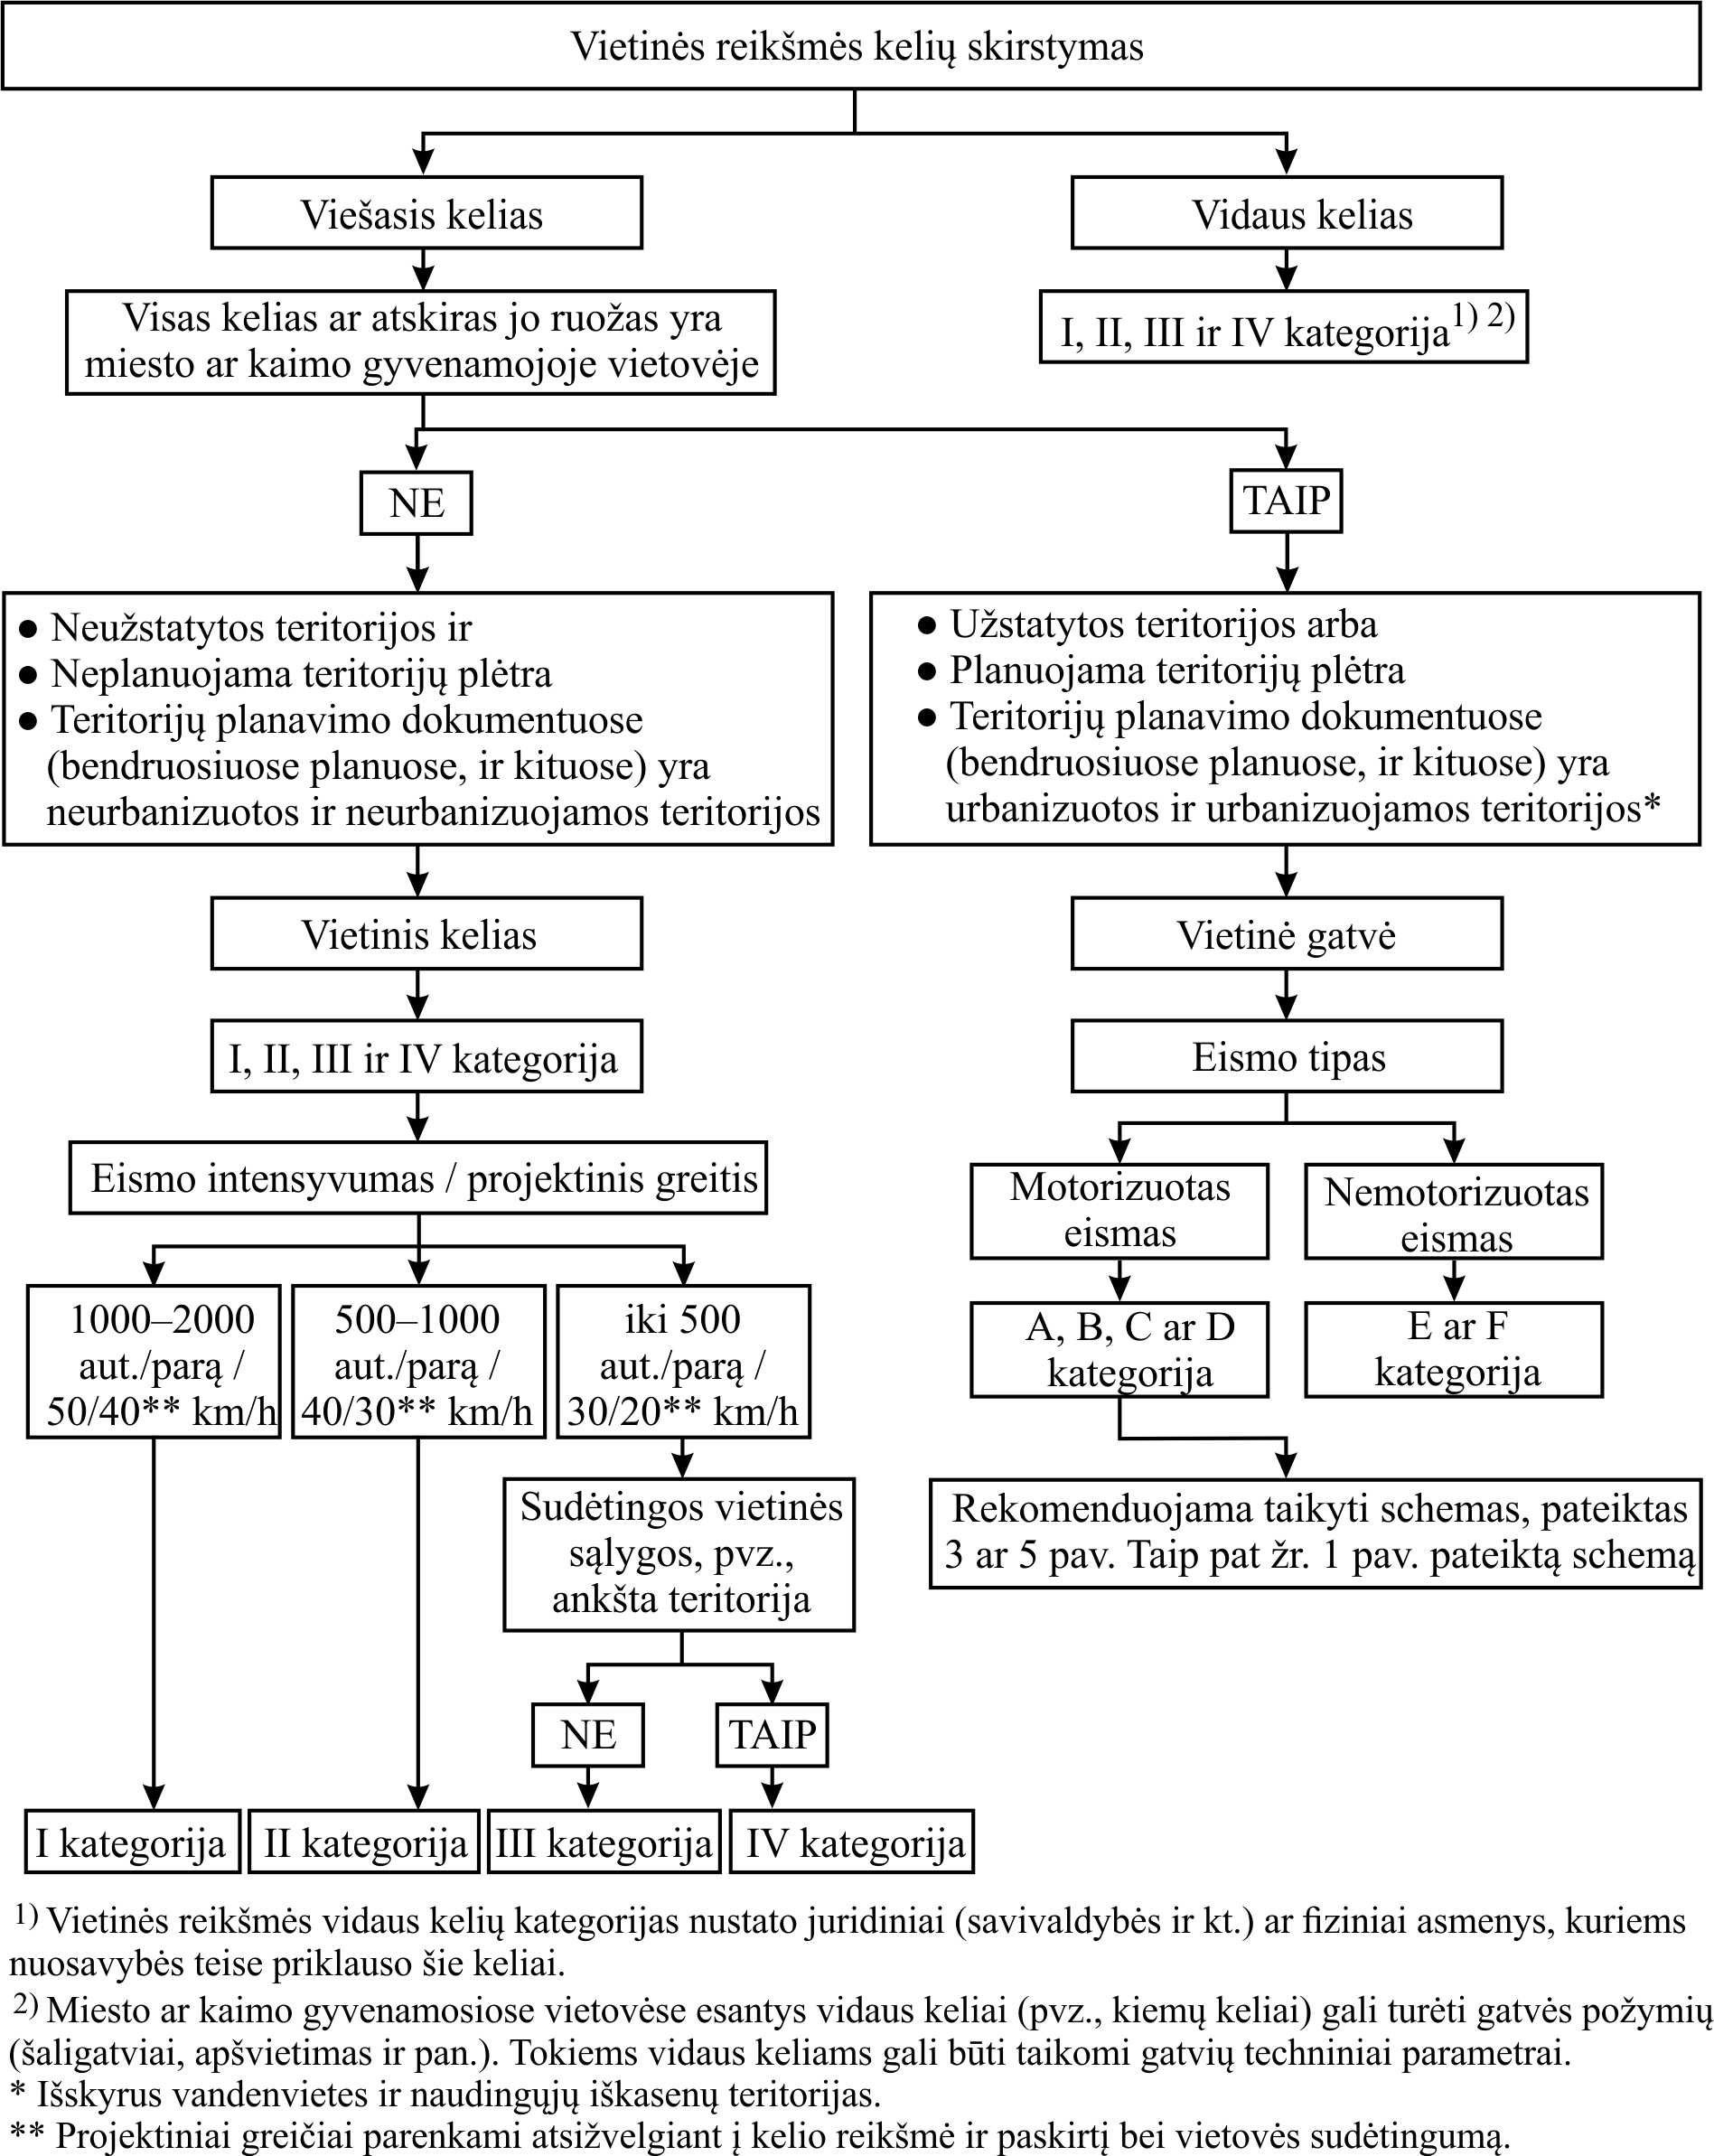 Vietinės reikšmės kelių skirstymas
Viešasis kelias
Vidaus kelias
Visas kelias ar atskiras jo ruožas yra
miesto ar kaimo gyvenamojoje vietovėje
I, II, III ir IV kategorija1) 2)
NE
TAIP
● Neužstatytos teritorijos ir
● Neplanuojama teritorijų plėtra
● Teritorijų planavimo dokumentuose
(bendruosiuose planuose, ir kituose) yra
neurbanizuotos ir neurbanizuojamos teritorijos
● Užstatytos teritorijos arba
● Planuojama teritorijų plėtra
● Teritorijų planavimo dokumentuose
(bendruosiuose planuose, ir kituose) yra
urbanizuotos ir urbanizuojamos teritorijos*
Vietinis kelias
Vietinė gatvė
I, II, III ir IV kategorija
Eismo tipas
Eismo intensyvumas / projektinis greitis
Motorizuotas
eismas
Nemotorizuotas
eismas
1000–2000
aut./parą /
50/40** km/h
500–1000
aut./parą /
40/30** km/h
iki 500
aut./parą /
30/20** km/h
A, B, C ar D
kategorija
E ar F
kategorija
Sudėtingos vietinės
sąlygos, pvz.,
ankšta teritorija
Rekomenduojama taikyti schemas, pateiktas
3 ar 5 pav. Taip pat žr. 1 pav. pateiktą schemą
NE
TAIP
I kategorija
II kategorija
III kategorija
IV kategorija
1) Vietinės reikšmės vidaus kelių kategorijas nustato juridiniai (savivaldybės ir kt.) ar fiziniai asmenys, kuriems
nuosavybės teise priklauso šie keliai.
2) Miesto ar kaimo gyvenamosiose vietovėse esantys vidaus keliai (pvz., kiemų keliai) gali turėti gatvės požymių
(šaligatviai, apšvietimas ir pan.). Tokiems vidaus keliams gali būti taikomi gatvių techniniai parametrai.
* Išskyrus vandenvietes ir naudingųjų iškasenų teritorijas.
** Projektiniai greičiai parenkami atsižvelgiant į kelio reikšmė ir paskirtį bei vietovės sudėtingumą.